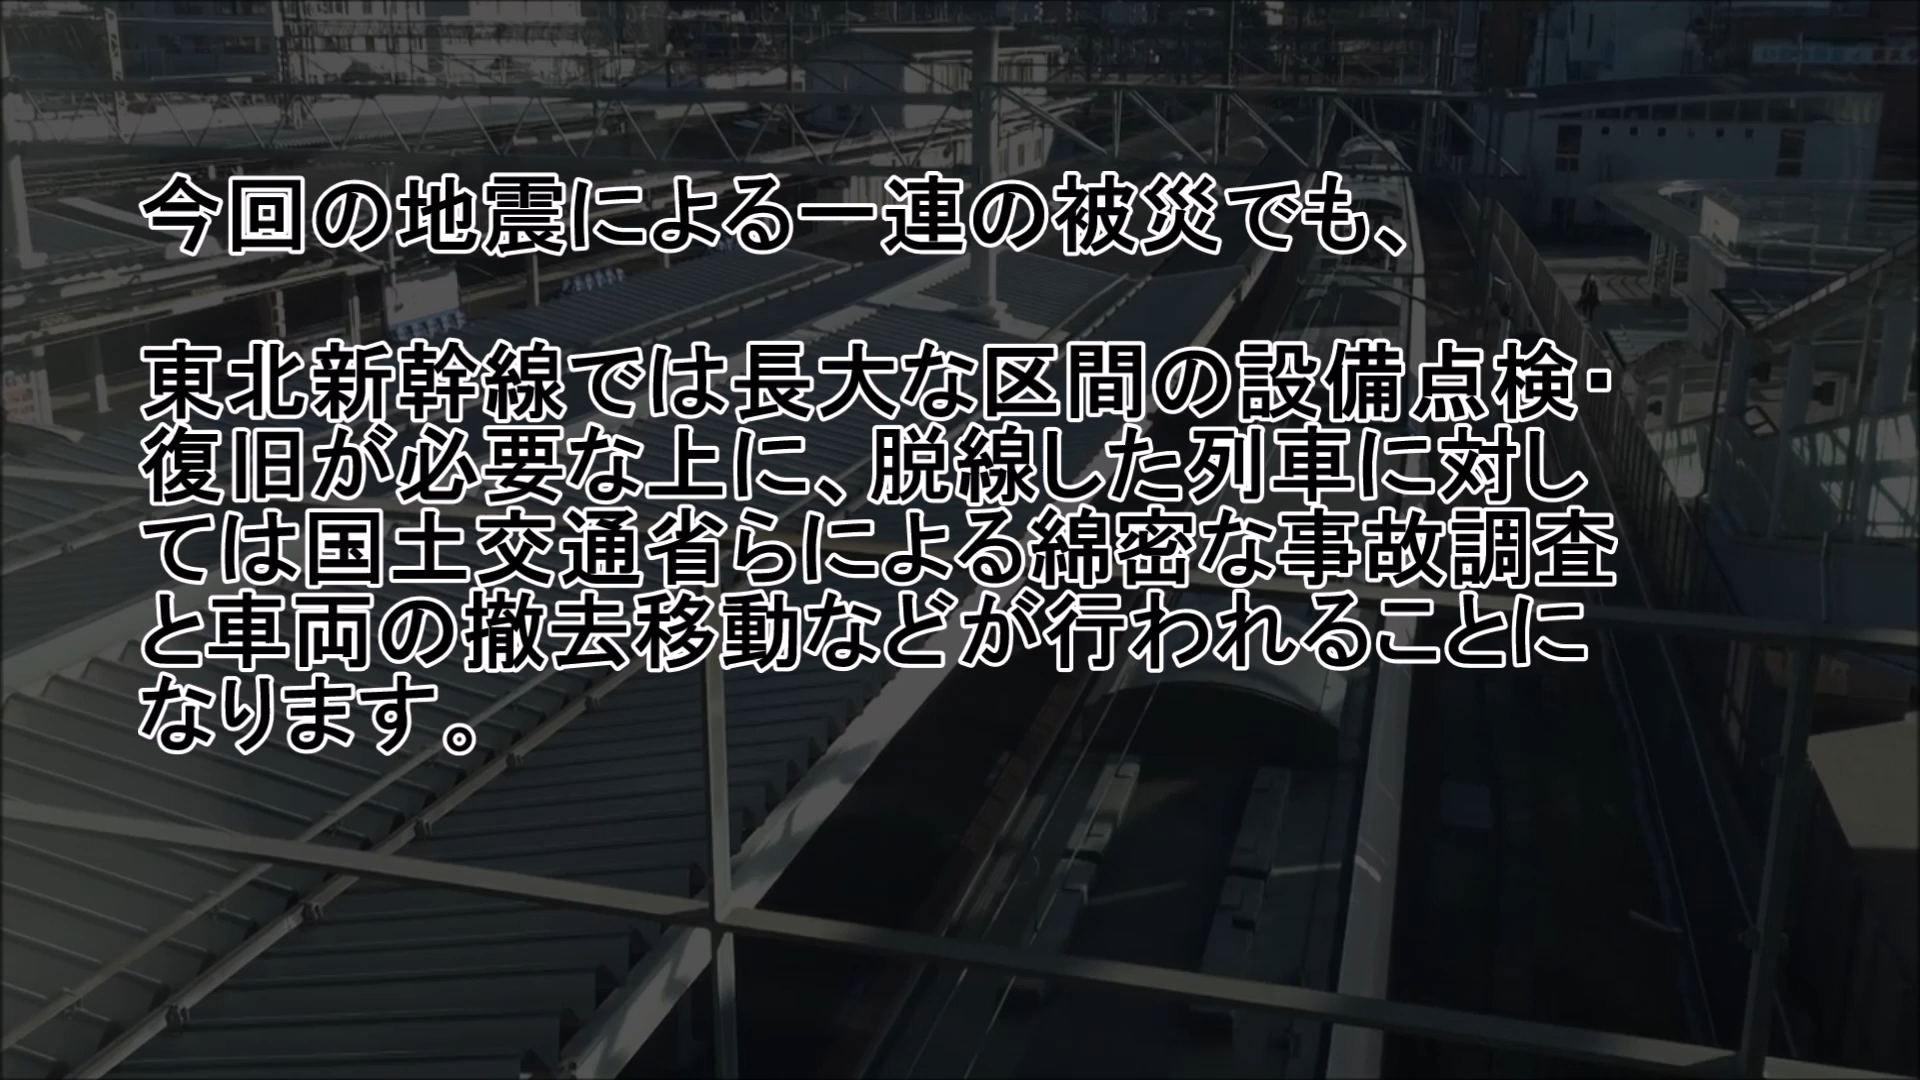 今回の地震による一連の被災でも、
東北新幹線では長大な区間の設備点検・
復旧が必要な上に、脱線した列車に対し
ては国土交通省らによる綿密な事故調査
と車両の撤去移動などが行われることに
なります。